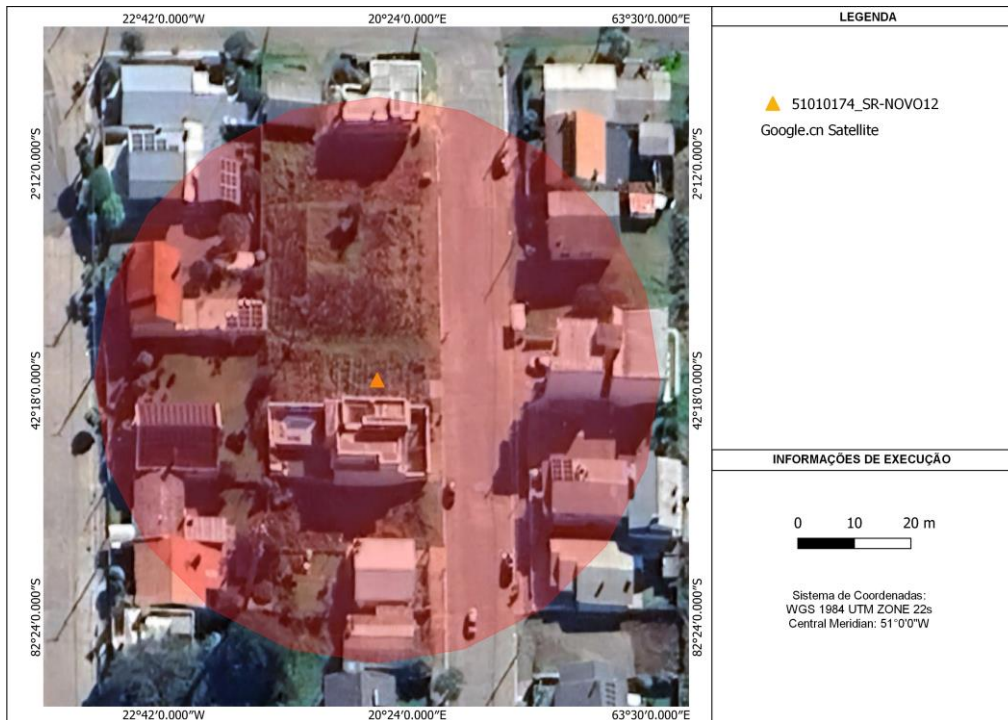 22°42'0.000"W 20°24'0.000"E 63°30'0.000"E
LEGENDA
51010174_SR-NOVO12
Google.cn Satellite
2°12'0.000"S 2°12'0.000"S
42°18'0.000"S 42°18'0.000"S
INFORMAÇÕES DE EXECUÇÃO
0 10 20 m
82°24'0.000"S 82°24'0.000"S
Sistema de Coordenadas:
WGS 1984 UTM ZONE 22s
Central Meridian: 51°0'0"W
22°42'0.000"W 20°24'0.000"E 63°30'0.000"E